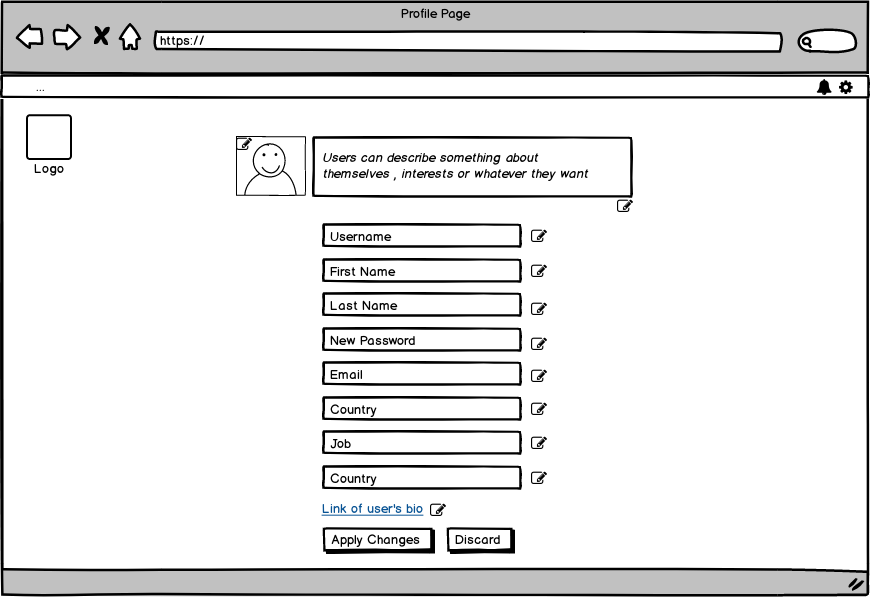 Profile Page
https://
...
Logo
Users can describe something about
themselves , interests or whatever they want
Username
First Name
Last Name
New Password
Email
Country
Job
Country
Link of user's bio
Apply Changes
Discard